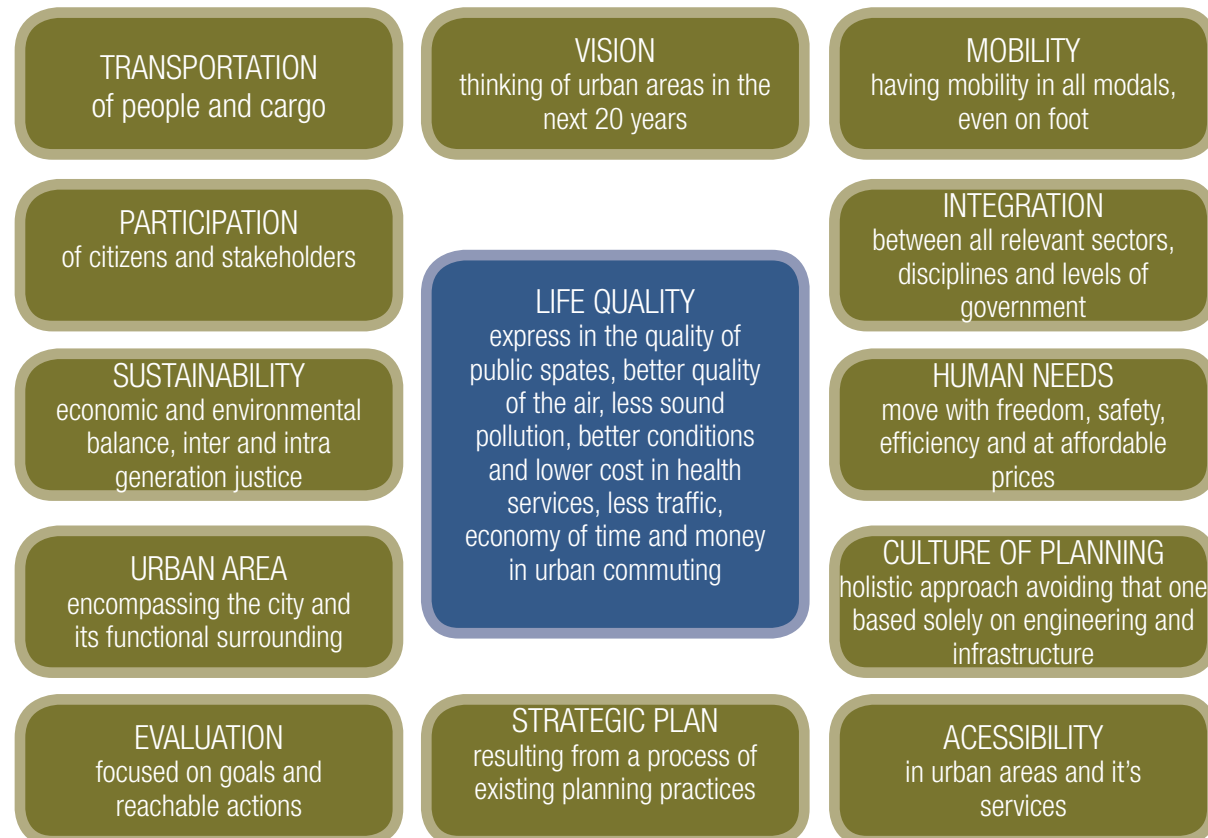 TRANSPORTATION
of people and cargo
VISION
thinking of urban areas in the
next 20 years
MOBILITY
having mobility in all modals,
even on foot
PARTICIPATION
of citizens and stakeholders
INTEGRATION
between all relevant sectors,
disciplines and levels of
government
LIFE QUALITY
express in the quality of
public spates, better quality
of the air, less sound
pollution, better conditions
and lower cost in health
services, less traffic,
economy of time and money
in urban commuting
SUSTAINABILITY
economic and environmental
balance, inter and intra
generation justice
HUMAN NEEDS
move with freedom, safety,
efficiency and at affordable
prices
URBAN AREA
encompassing the city and
its functional surrounding
CULTURE OF PLANNING
holistic approach avoiding that one
based solely on engineering and
infrastructure
EVALUATION
focused on goals and
reachable actions
STRATEGIC PLAN
resulting from a process of
existing planning practices
ACESSIBILITY
in urban areas and it's
services